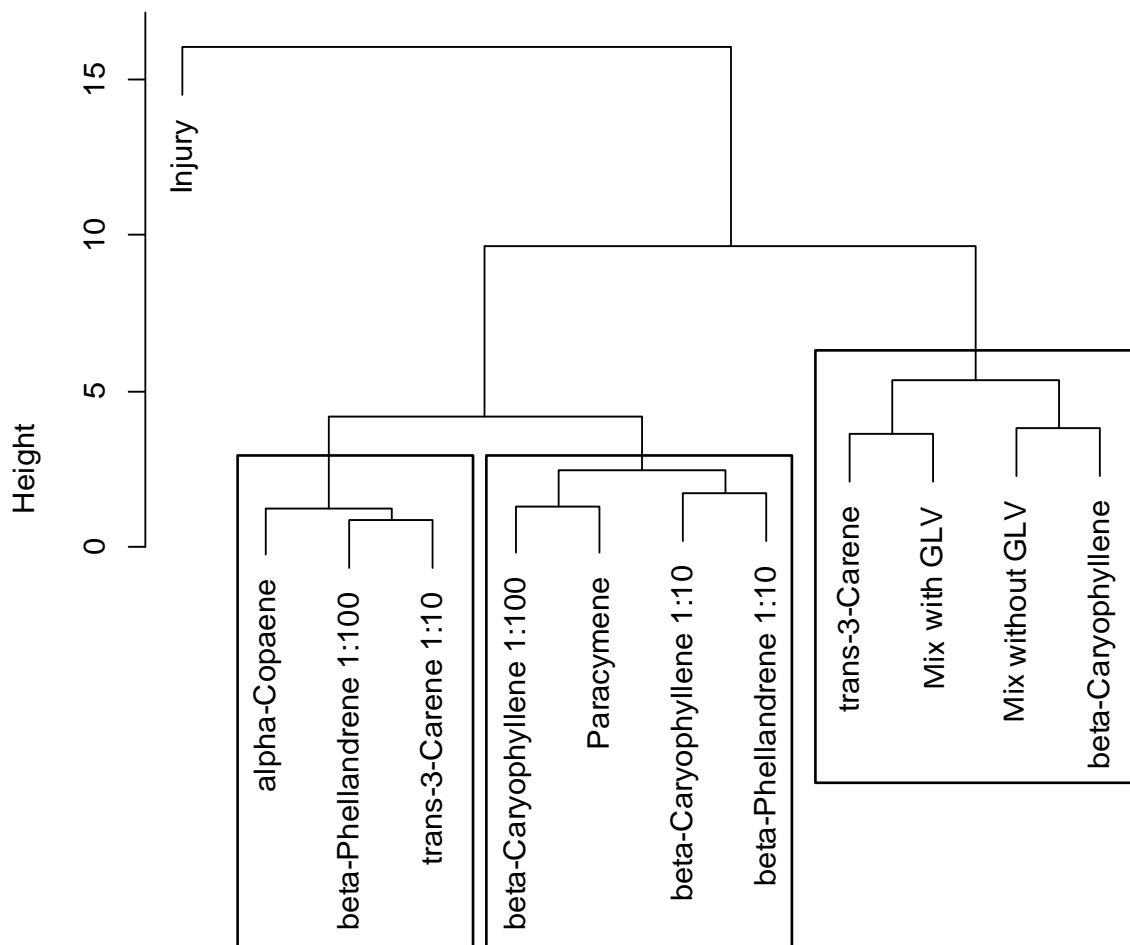 Height
15
10
5
0
Injury
alpha-Copaene
beta-Phellandrene 1:100
trans-3-Carene 1:10
beta-Caryophyllene 1:100
Paracymene
beta-Caryophyllene 1:10
beta-Phellandrene 1:10
trans-3-Carene
Mix with GLV
Mix without GLV
beta-Caryophyllene